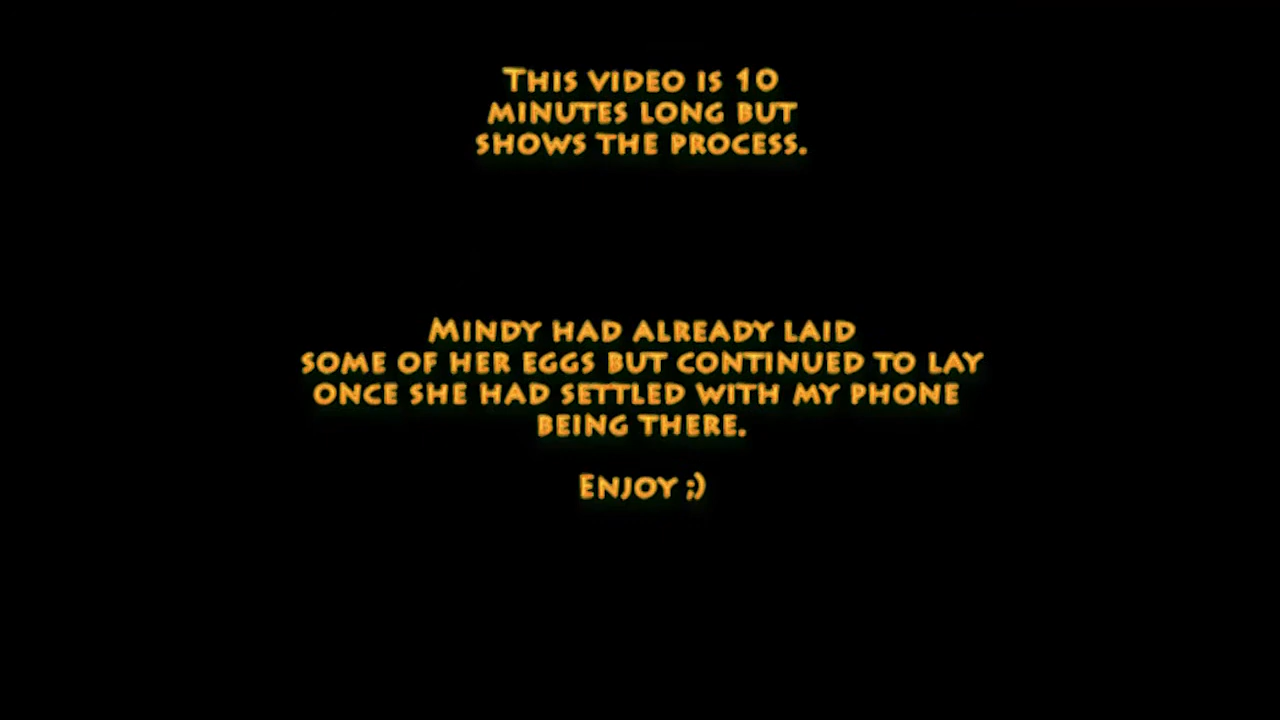 This video is 10
minutes long but
shows the process.
Mindy had already laid
some of her eggs but continued to lay
once she had settled with my phone
being there.
Enjoy ;)